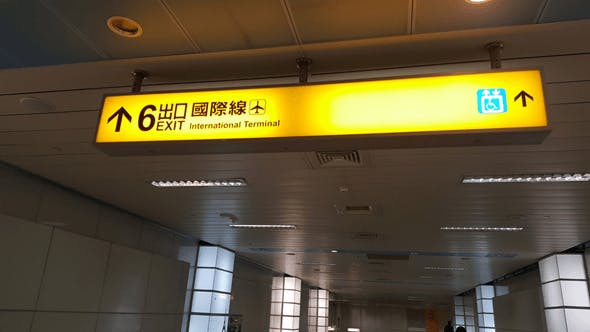 6 出口 EXIT
國際線
International Terminal